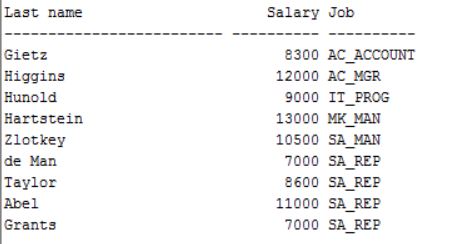 Last name                     Salary Job
------------------------- ---------- ----------
Gietz                           8300 AC_ACCOUNT
Higgins                        12000 AC_MGR
Hunold                          9000 IT_PROG
Hartstein                      13000 MK_MAN
Zlotkey                        10500 SA_MAN
de Man                          7000 SA_REP
Taylor                          8600 SA_REP
Abel                           11000 SA_REP
Grants                          7000 SA_REP